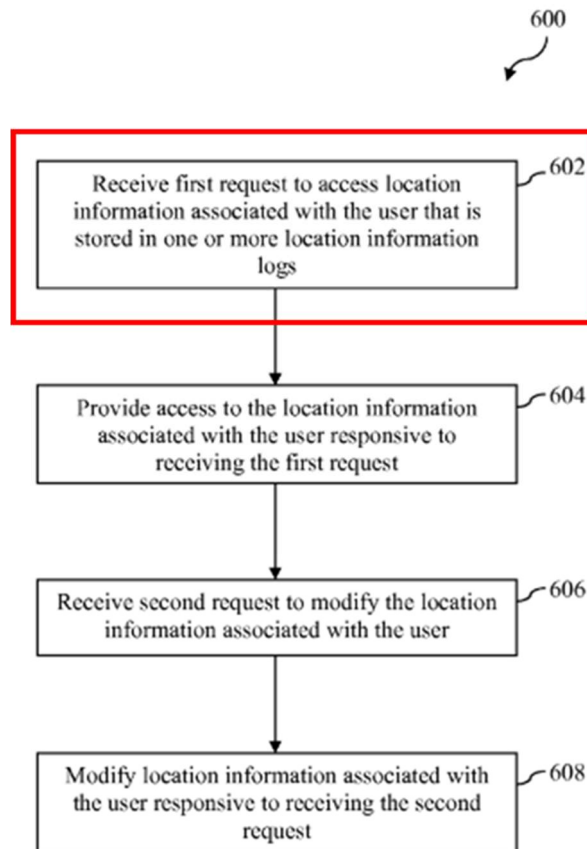 600
602
Receive first request to access location
information associated with the user that is
stored in one or more location information
logs
604
Provide access to the location information
associated with the user responsive to
receiving the first request
606
Receive second request to modify the location
information associated with the user
608
Modify location information associated with
the user responsive to receiving the second
request